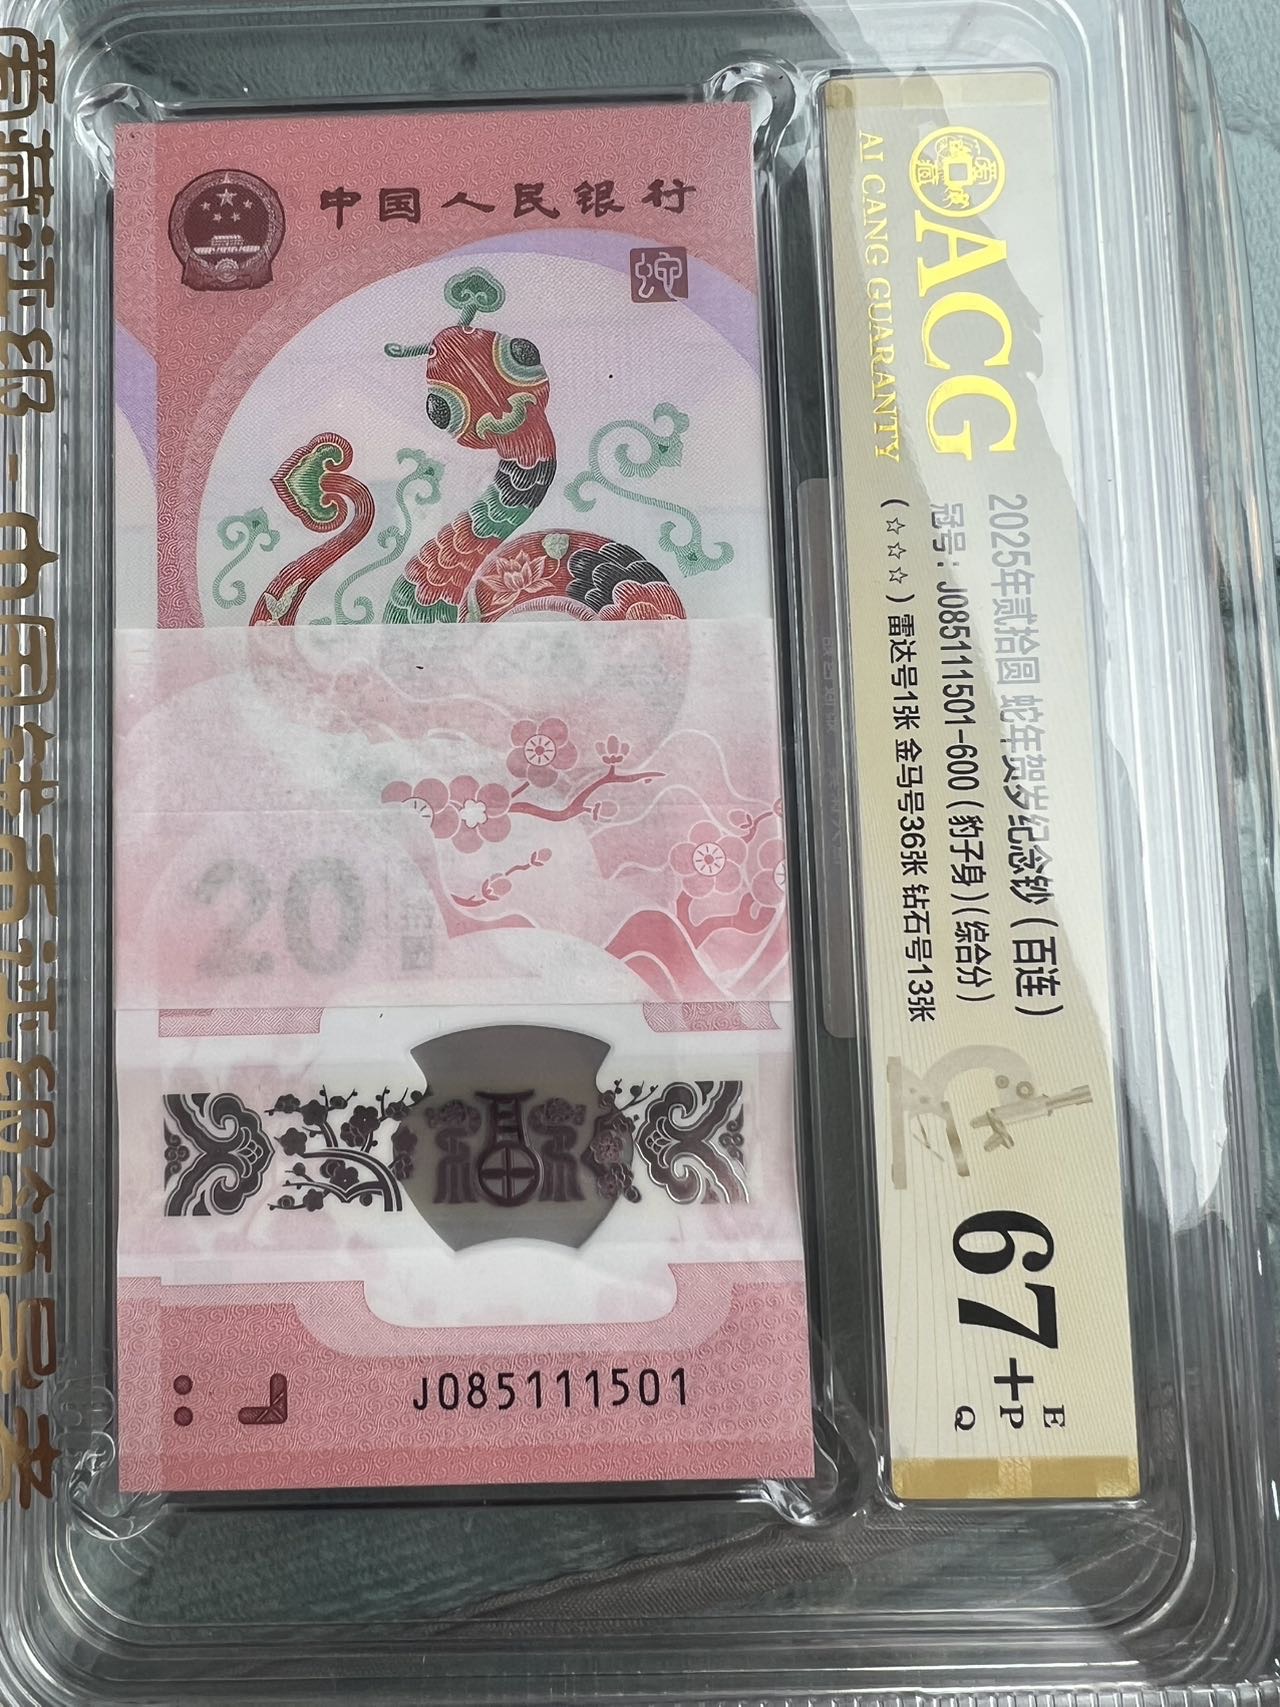 中国人民银行
蛇
20
J085111501
ACG
AI CANG GUARANTY
2025年贰拾圆 蛇年贺岁纪念钞（百连）
冠号：J085111501-600（豹子身）（综合分）
（☆☆☆）雷达号1张 金马号36张 钻石号13张
67+
E
P
Q